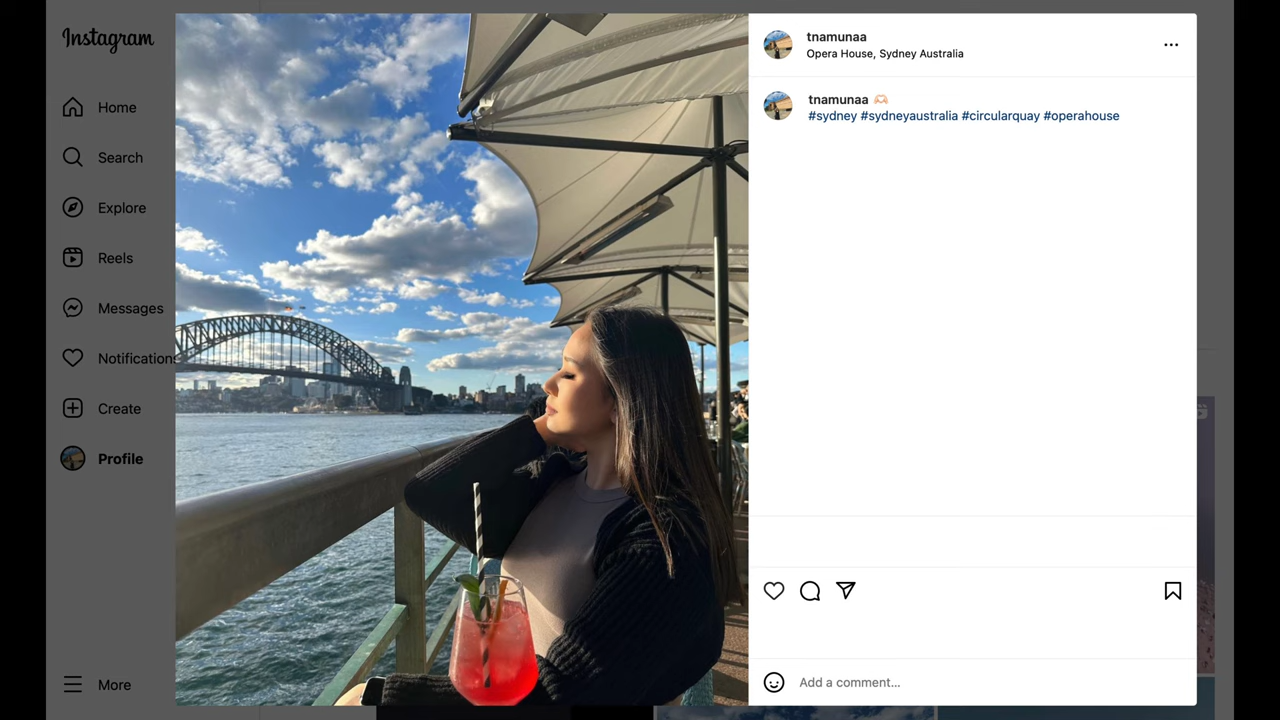 Instagram
Home
Search
Explore
Reels
Messages
Notifications
Create
Profile
More
tnamunaa
Opera House, Sydney Australia
tnamunaa 🫶🏻
#sydney #sydneyaustralia #circularquay #operahouse
Add a comment...